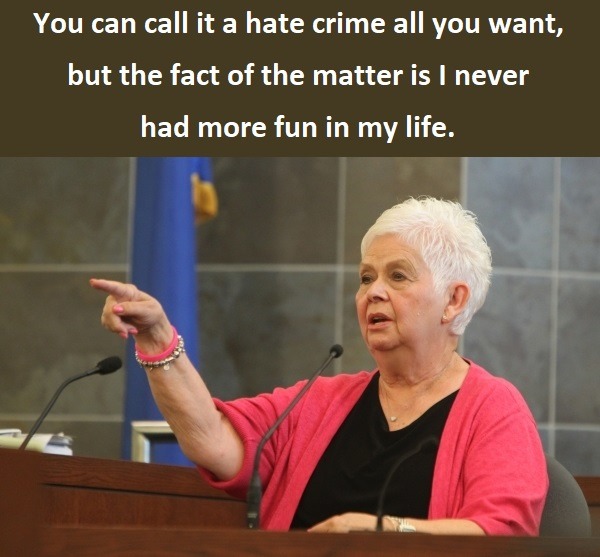 You can call it a hate crime all you want,
but the fact of the matter is I never
had more fun in my life.